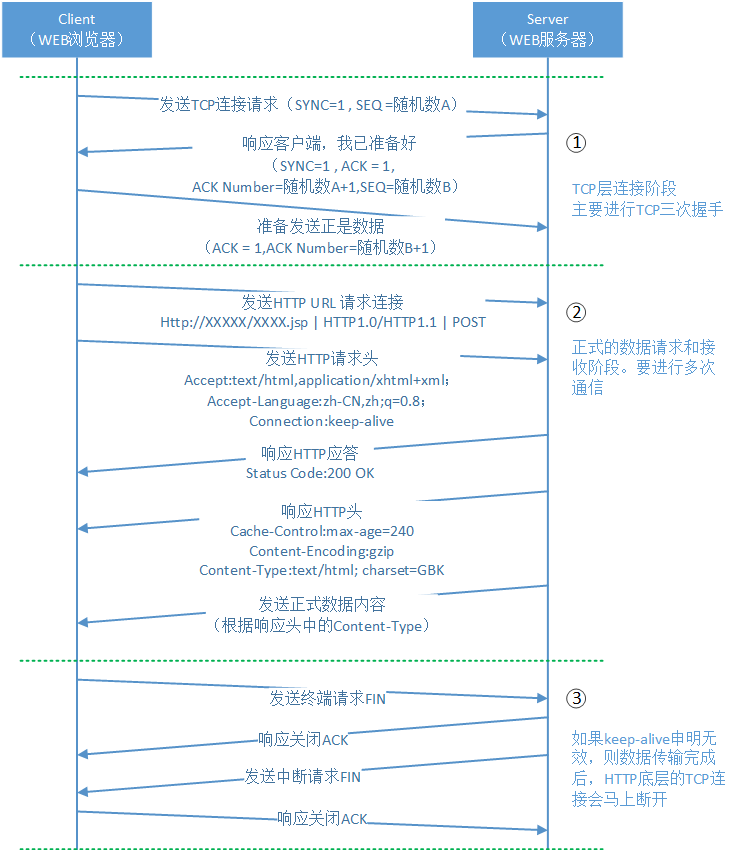 Client
（WEB浏览器）
Server
（WEB服务器）
发送TCP连接请求（SYNC=1 , SEQ =随机数A）
响应客户端，我已准备好
（SYNC=1 , ACK = 1,
ACK Number=随机数A+1,SEQ=随机数B）
准备发送正是数据
（ACK = 1,ACK Number=随机数B+1）
①
TCP层连接阶段
主要进行TCP三次握手
发送HTTP URL 请求连接
Http://XXXXX/XXXX.jsp | HTTP1.0/HTTP1.1 | POST
发送HTTP请求头
Accept:text/html,application/xhtml+xml；
Accept-Language:zh-CN,zh;q=0.8；
Connection:keep-alive
响应HTTP应答
Status Code:200 OK
响应HTTP头
Cache-Control:max-age=240
Content-Encoding:gzip
Content-Type:text/html; charset=GBK
发送正式数据内容
（根据响应头中的Content-Type）
②
正式的数据请求和接
收阶段。要进行多次
通信
发送终端请求FIN
响应关闭ACK
发送中断请求FIN
响应关闭ACK
③
如果keep-alive申明无
效，则数据传输完成
后，HTTP底层的TCP连
接会马上断开